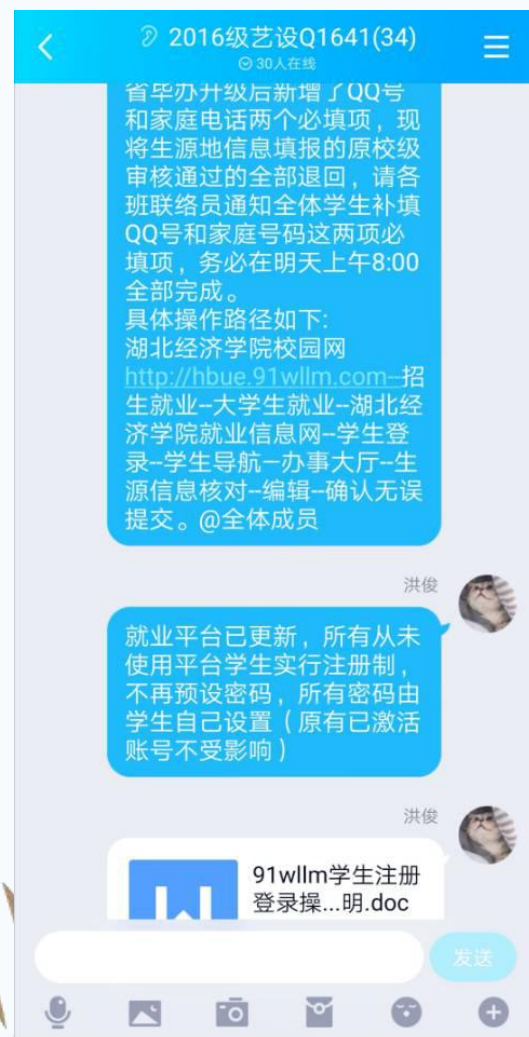 2016级艺设Q1641(34)
30人在线
省毕办升级后新增了QQ号
和家庭电话两个必填项，现
将生源地信息填报的原校级
审核通过的全部退回，请各
班联络员通知全体学生补填
QQ号和家庭号码这两项必
填项，务必在明天上午8:00
全部完成。
具体操作路径如下:
湖北经济学院校园网
http://hbue.91wllm.com--招
生就业--大学生就业--湖北经
济学院就业信息网--学生登
录--学生导航—办事大厅--生
源信息核对--编辑--确认无误
提交。@全体成员
洪俊
就业平台已更新，所有从未
使用平台学生实行注册制，
不再预设密码，所有密码由
学生自己设置（原有已激活
账号不受影响）
洪俊
91wllm学生注册
登录操...明.doc
发送